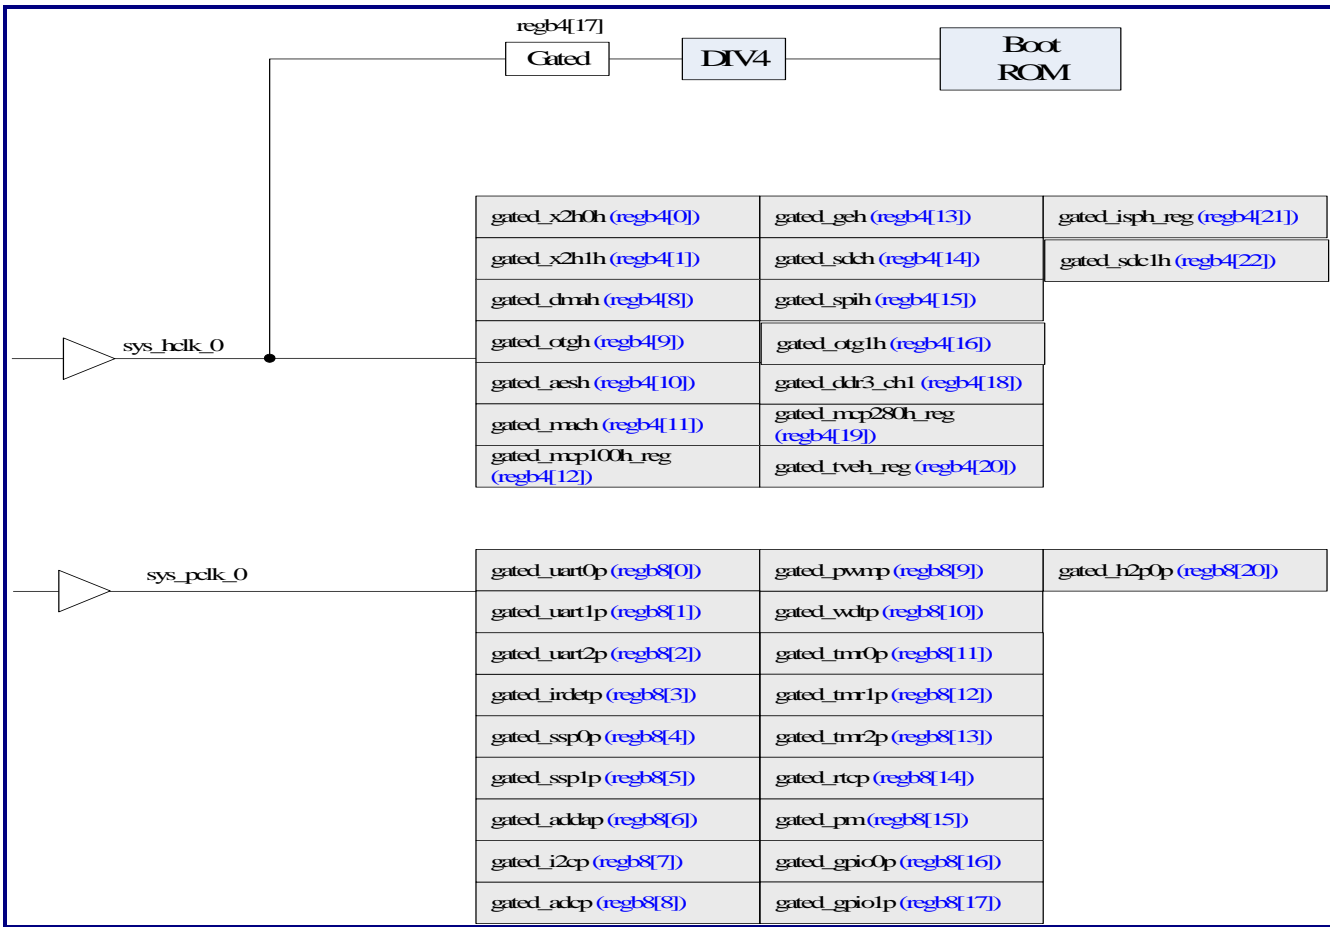 regb4[17]
Gated
DIV4
Boot
ROM
gated_x2h0h (regb4[0])
gated_geh (regb4[13])
gated_isph_reg (regb4[21])
gated_x2h1h (regb4[1])
gated_sdch (regb4[14])
gated_sdc1h (regb4[22])
gated_dmah (regb4[8])
gated_spih (regb4[15])
sys_hclk_0
gated_otgh (regb4[9])
gated_otg1h (regb4[16])
gated_aesh (regb4[10])
gated_ddr3_ch1 (regb4[18])
gated_mach (regb4[11])
gated_mcp280h_reg
(regb4[19])
gated_mcp100h_reg
(regb4[12])
gated_tveh_reg (regb4[20])
sys_pclk_0
gated_uart0p (regb8[0])
gated_pwmp (regb8[9])
gated_h2p0p (regb8[20])
gated_uart1p (regb8[1])
gated_wdtp (regb8[10])
gated_uart2p (regb8[2])
gated_tmr0p (regb8[11])
gated_irdetp (regb8[3])
gated_tmr1p (regb8[12])
gated_ssp0p (regb8[4])
gated_tmr2p (regb8[13])
gated_ssp1p (regb8[5])
gated_rtcp (regb8[14])
gated_addap (regb8[6])
gated_pm (regb8[15])
gated_i2cp (regb8[7])
gated_gpio0p (regb8[16])
gated_adcp (regb8[8])
gated_gpio1p (regb8[17])